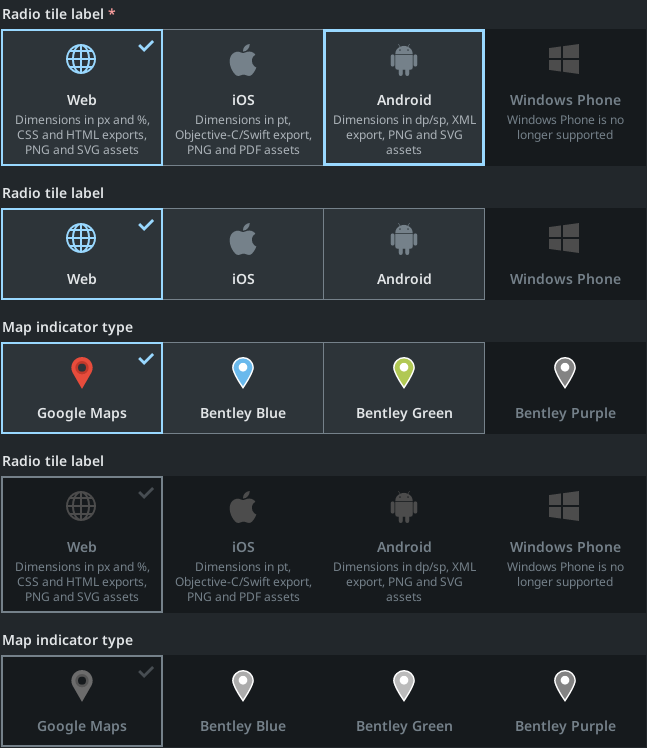 Radio tile label *
Web
Dimensions in px and %,
CSS and HTML exports,
PNG and SVG assets
iOS
Dimensions in pt,
Objective-C/Swift export,
PNG and PDF assets
Android
Dimensions in dp/sp, XML
export, PNG and SVG
assets
Windows Phone
Windows Phone is no
longer supported
Radio tile label
Web
iOS
Android
Windows Phone
Map indicator type
Google Maps
Bentley Blue
Bentley Green
Bentley Purple
Radio tile label
Web
Dimensions in px and %,
CSS and HTML exports,
PNG and SVG assets
iOS
Dimensions in pt,
Objective-C/Swift export,
PNG and PDF assets
Android
Dimensions in dp/sp, XML
export, PNG and SVG
assets
Windows Phone
Windows Phone is no
longer supported
Map indicator type
Google Maps
Bentley Blue
Bentley Green
Bentley Purple